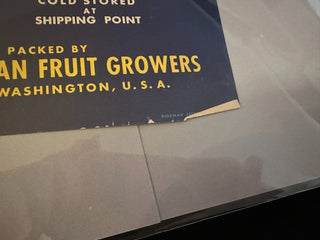 COLD STORED
AT
SHIPPING POINT
PACKED BY
AN FRUIT GROWERS
WASHINGTON, U.S.A.